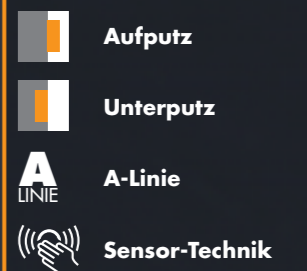 Aufputz
Unterputz
A
LINIE
A-Linie
Sensor-Technik